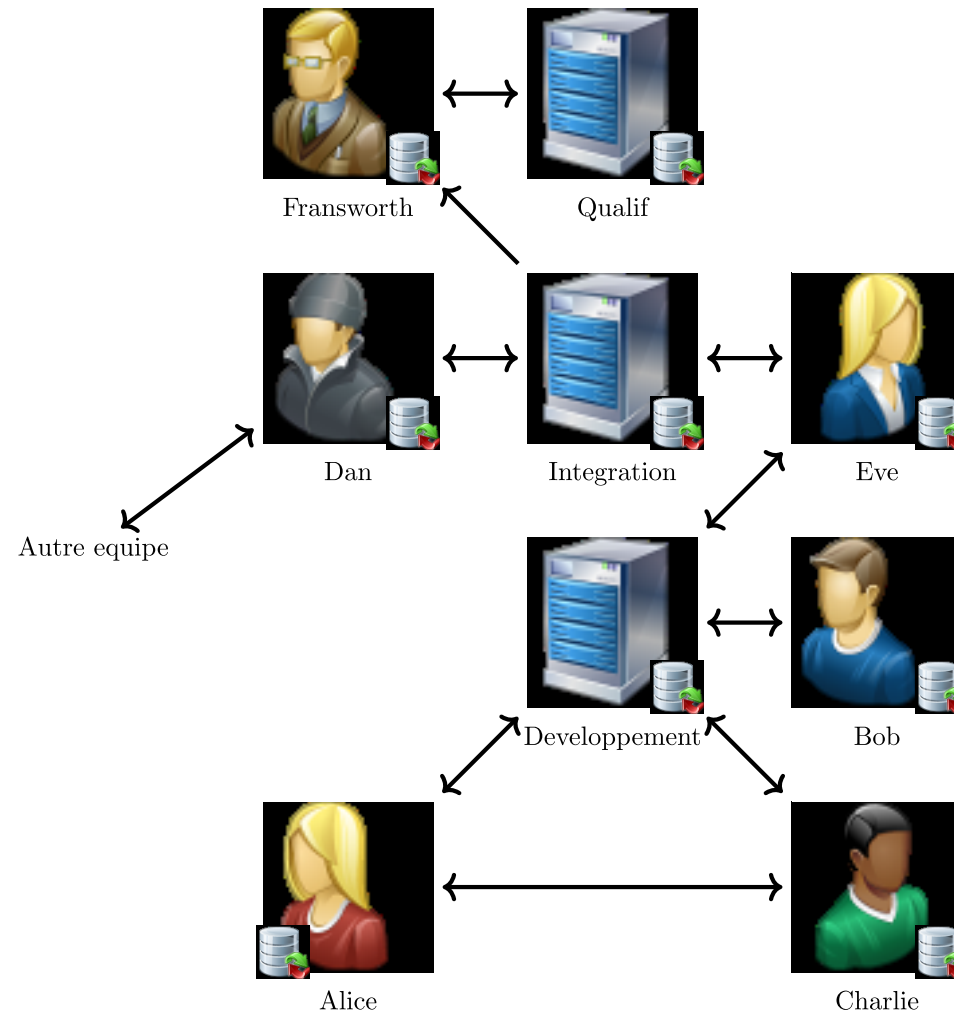 Fransworth
Qualif
Dan
Integration
Eve
Autre equipe
Developpement
Bob
Alice
Charlie